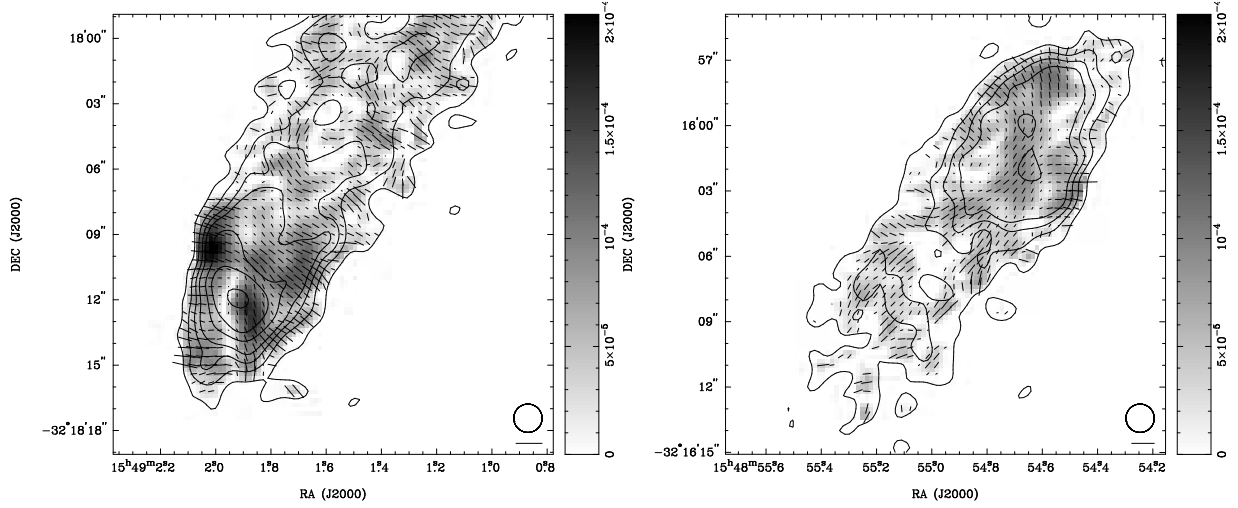 18′00″
03″
06″
09″
12″
15″
−32°18′18″
DEC (J2000)
15ʰ49ᵐ2ˢ.2
2ˢ.0
1ˢ.8
1ˢ.6
1ˢ.4
1ˢ.2
1ˢ.0
0ˢ.8
RA (J2000)
2×10⁻⁴
1.5×10⁻⁴
10⁻⁴
5×10⁻⁵
0
57″
16′00″
03″
06″
09″
12″
−32°16′15″
DEC (J2000)
15ʰ48ᵐ55ˢ.6
55ˢ.4
55ˢ.2
55ˢ.0
54ˢ.8
54ˢ.6
54ˢ.4
54ˢ.2
RA (J2000)
2×10⁻⁴
1.5×10⁻⁴
10⁻⁴
5×10⁻⁵
0